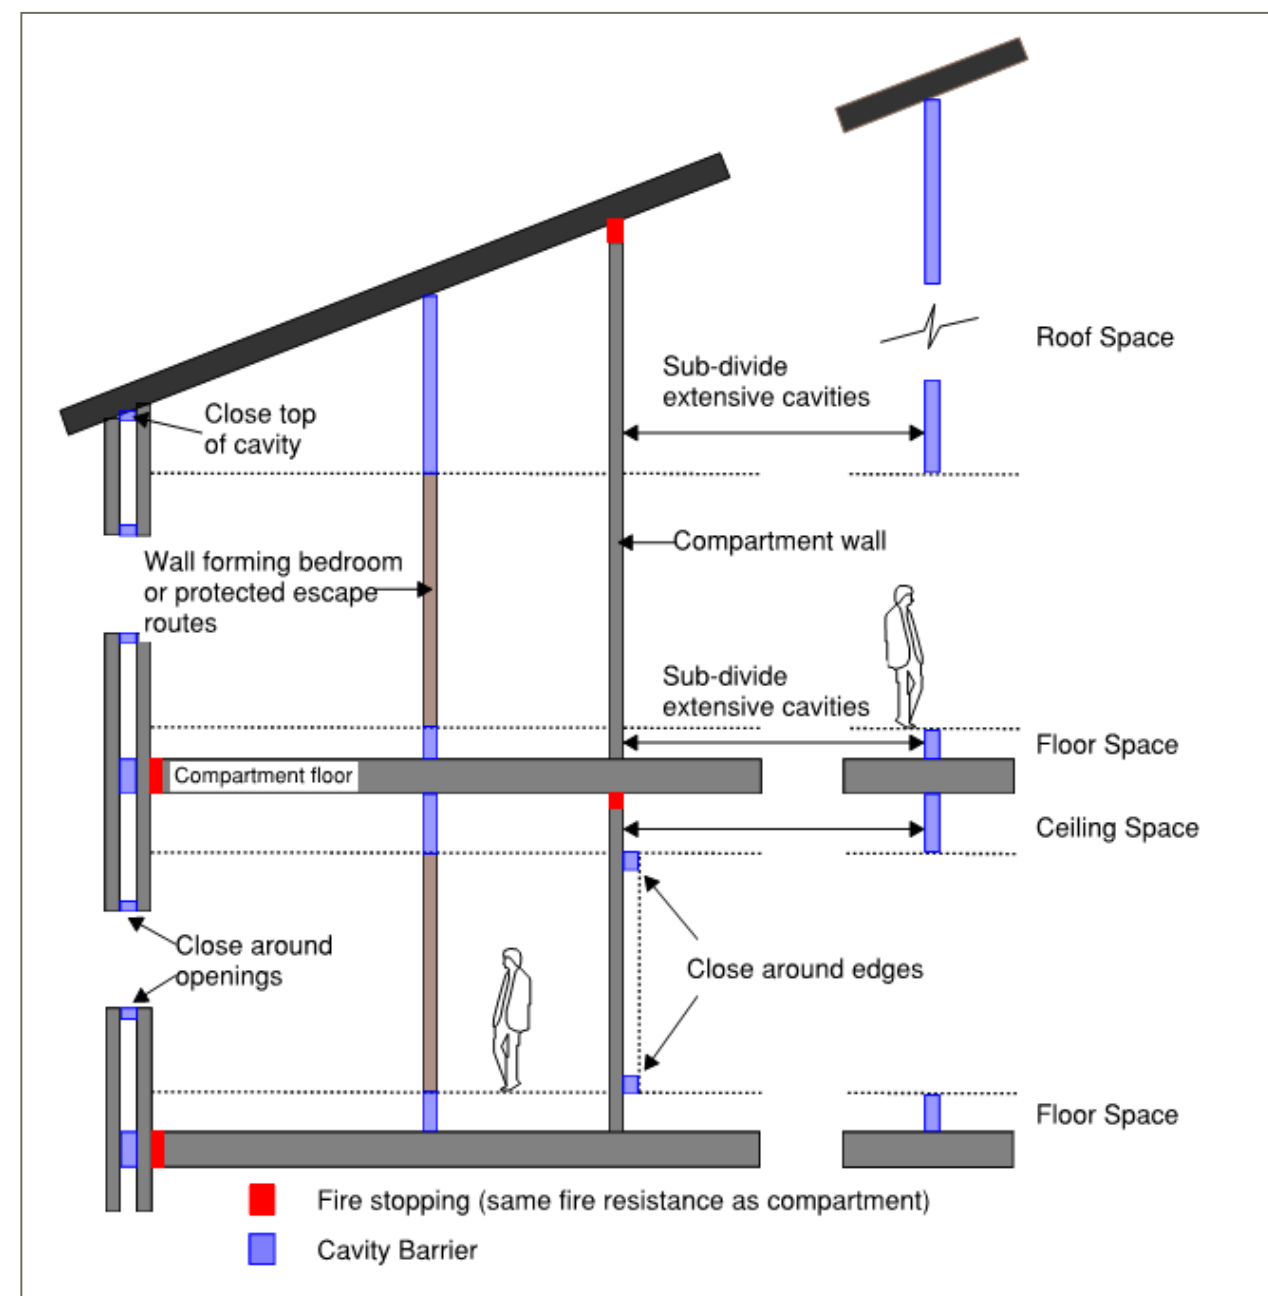 Roof Space
Sub-divide
extensive cavities
Close top
of cavity
Compartment wall
Wall forming bedroom
or protected escape
routes
Sub-divide
extensive cavities
Floor Space
Compartment floor
Ceiling Space
Close around
openings
Close around edges
Floor Space
Fire stopping (same fire resistance as compartment)
Cavity Barrier